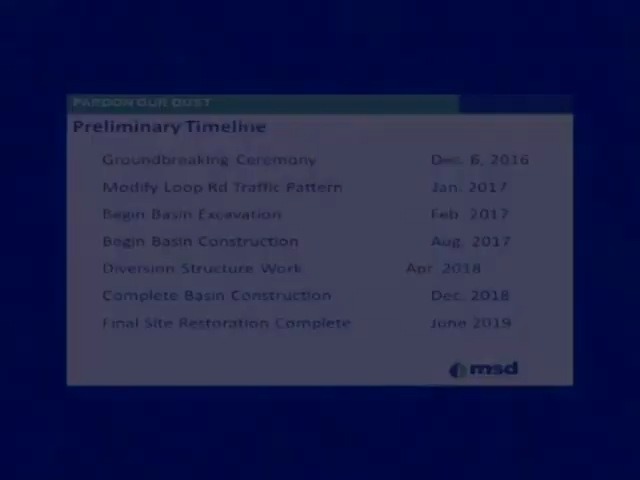 PARDON OUR DUST
Preliminary Timeline
Groundbreaking Ceremony Dec. 6, 2016
Modify Loop Rd Traffic Pattern Jan. 2017
Begin Basin Excavation Feb. 2017
Begin Basin Construction Aug. 2017
Diversion Structure Work Apr. 2018
Complete Basin Construction Dec. 2018
Final Site Restoration Complete June 2019
msd